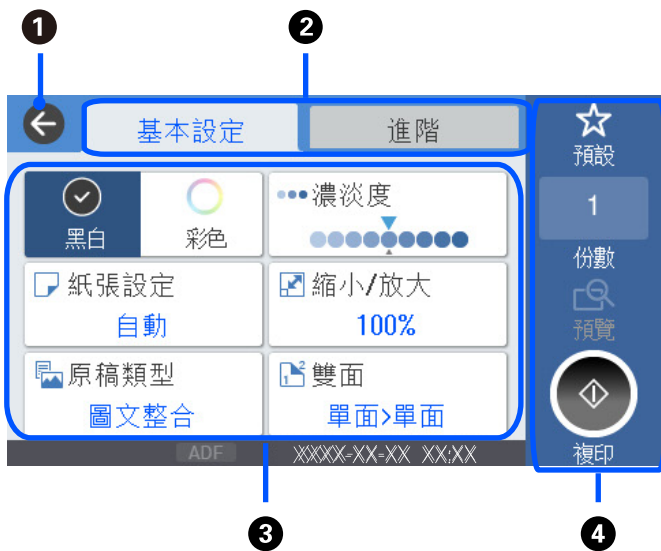 1
2
基本設定
進階
預設
黑白
彩色
濃淡度
1
份數
紙張設定
自動
縮小/放大
100%
預覽
原稿類型
圖文整合
1 2
雙面
單面>單面
複印
ADF
XXXX-XX-XX XX:XX
3
4